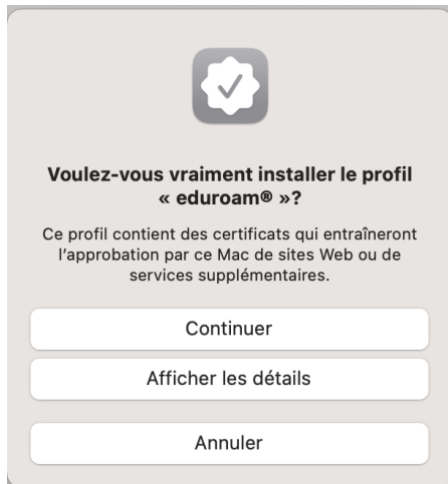 Voulez-vous vraiment installer le profil
« eduroam® »?
Ce profil contient des certificats qui entraîneront
l'approbation par ce Mac de sites Web ou de
services supplémentaires.
Continuer
Afficher les détails
Annuler